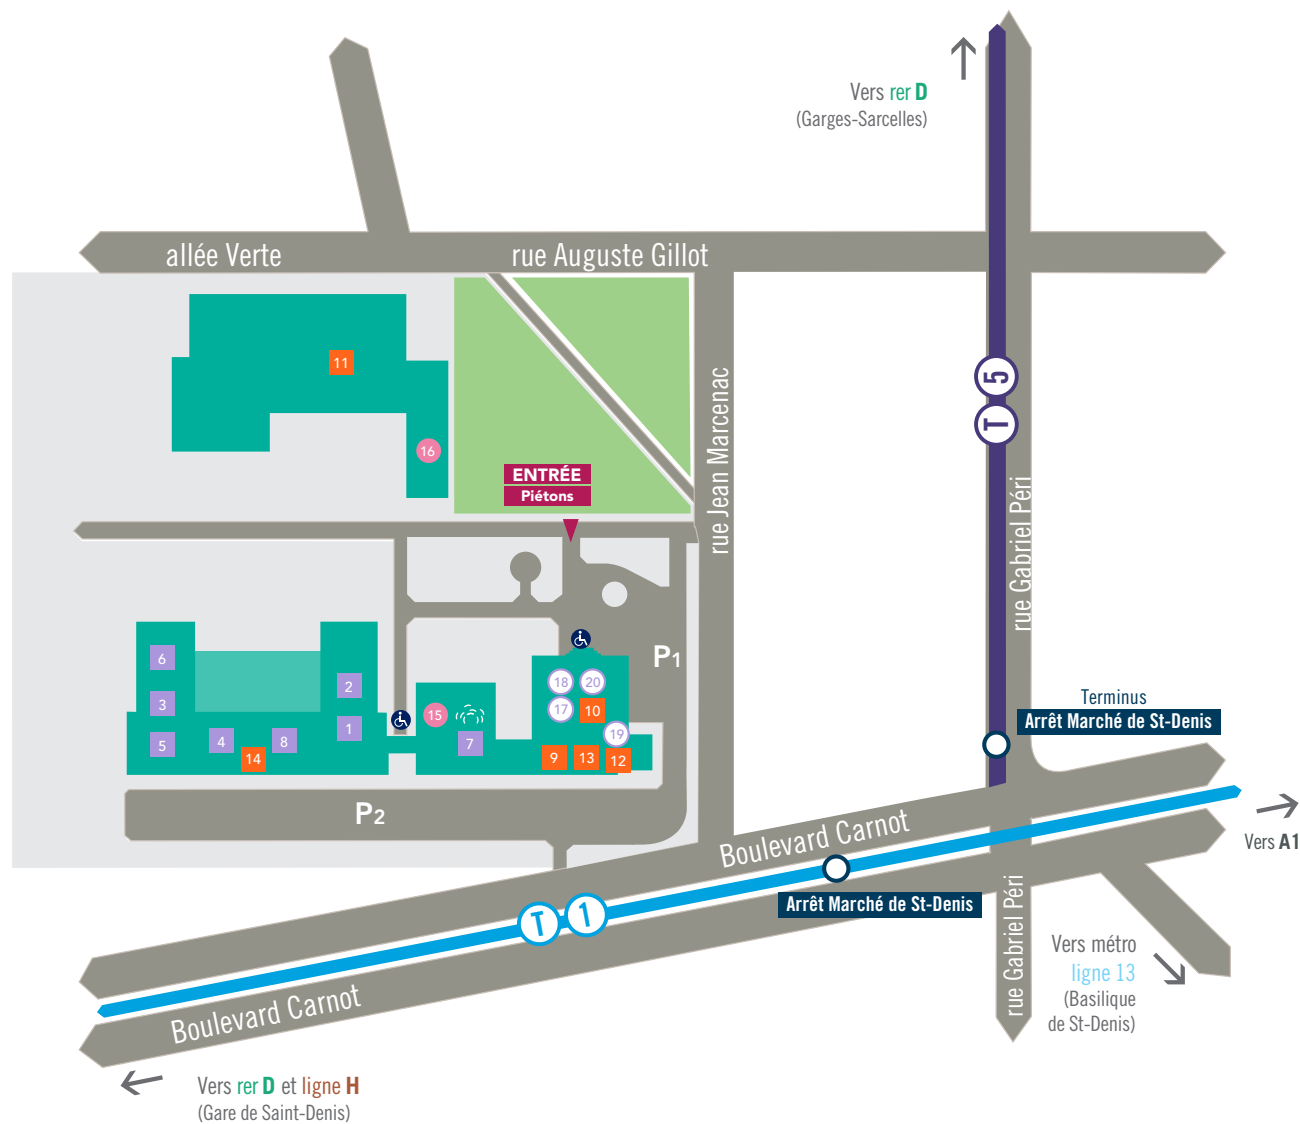 Vers rer D
(Garges-Sarcelles)
allée Verte
rue Auguste Gillot
11
16
ENTRÉE
Piétons
rue Jean Marcenac
5
T
rue Gabriel Péri
6
3
5
4
14
8
2
1
15
7
18
20
17
10
19
9
13
12
P1
P2
Terminus
Arrêt Marché de St-Denis
Boulevard Carnot
Vers A1
Arrêt Marché de St-Denis
T
1
rue Gabriel Péri
Vers métro
ligne 13
(Basilique
de St-Denis)
Boulevard Carnot
Vers rer D et ligne H
(Gare de Saint-Denis)